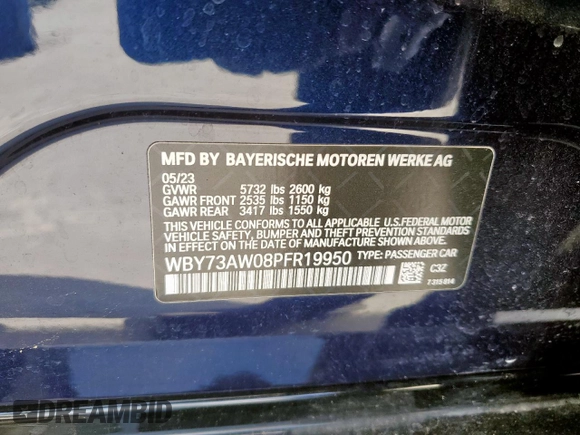 MFD BY BAYERISCHE MOTOREN WERKE AG
05/23
GVWR 5732 lbs 2600 kg
GAWR FRONT 2535 lbs 1150 kg
GAWR REAR 3417 lbs 1550 kg
THIS VEHICLE CONFORMS TO ALL APPLICABLE U.S.FEDERAL MOTOR
VEHICLE SAFETY, BUMPER, AND THEFT PREVENTION STANDARDS
IN EFFECT ON THE DATE OF MANUFACTURE SHOWN ABOVE.
WBY73AW08PFR19950 TYPE: PASSENGER CAR
C3Z
7315814
DREAMBID